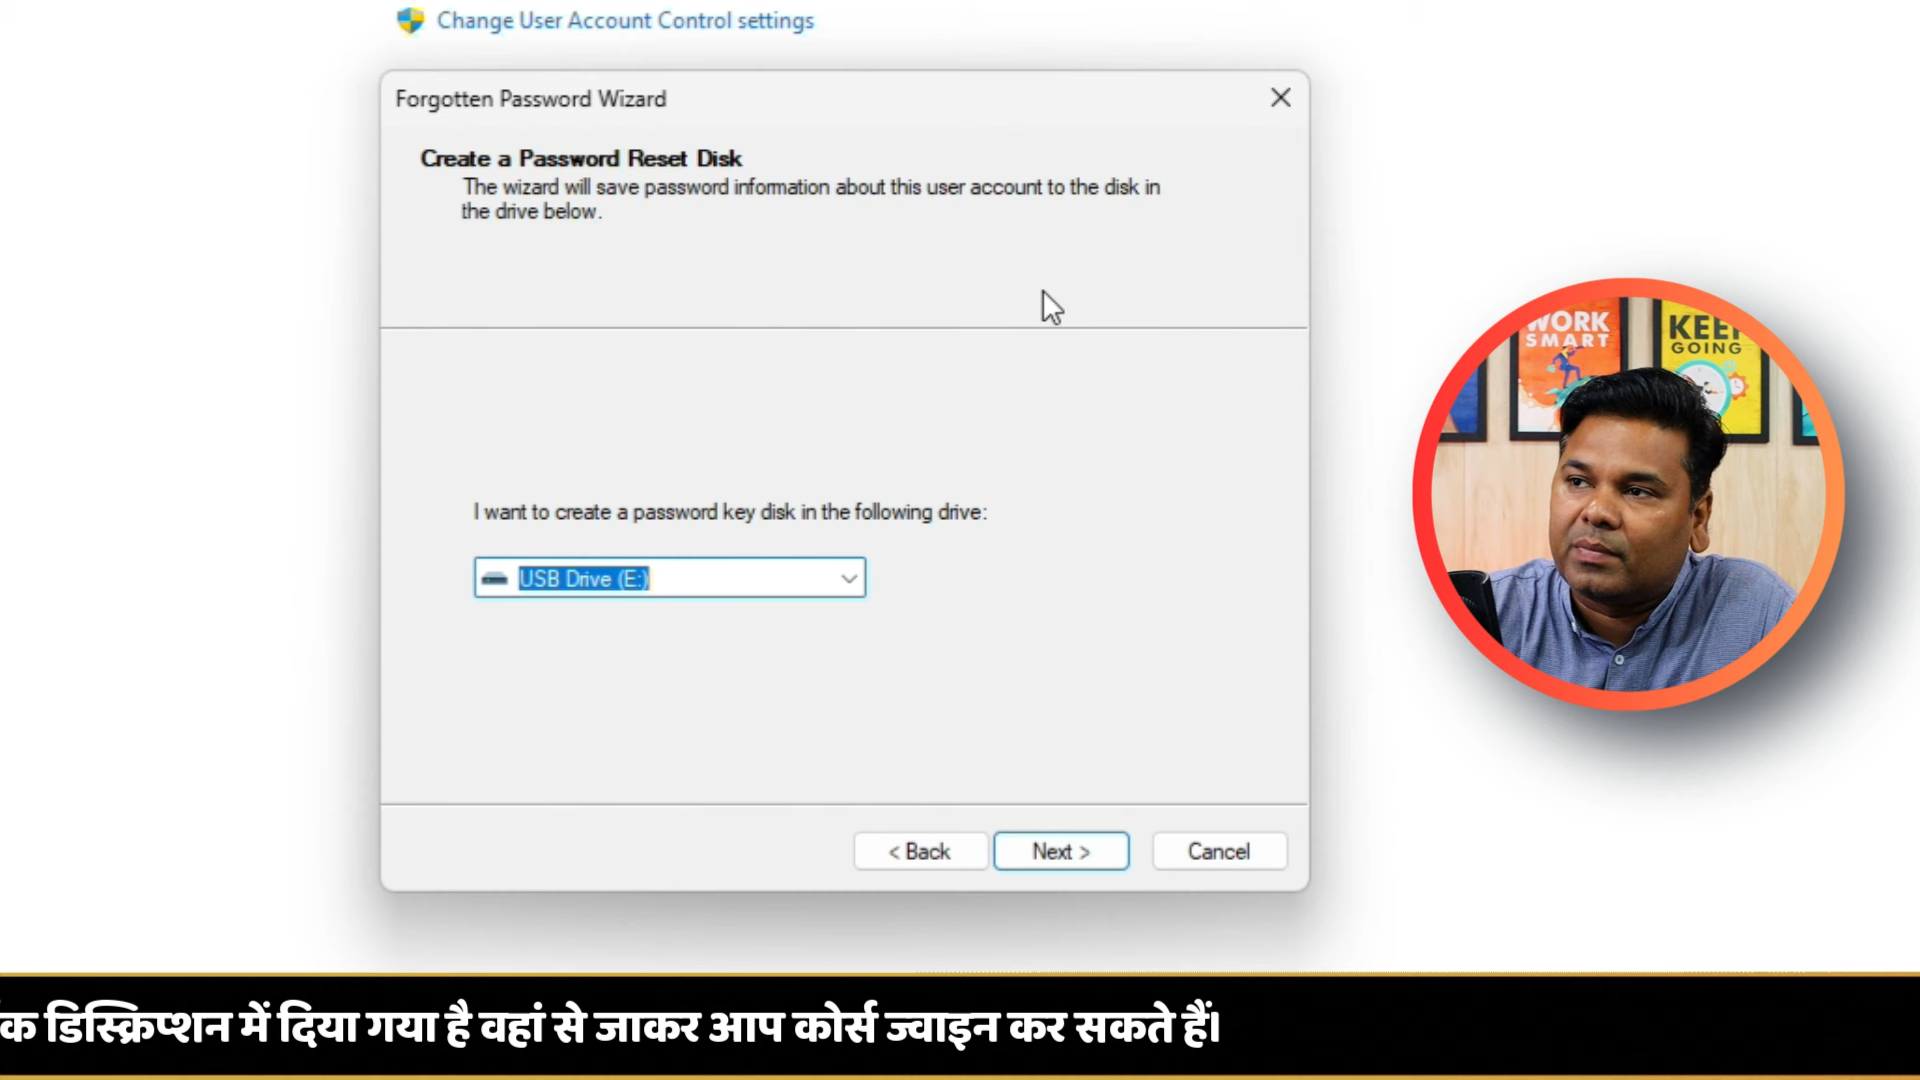 Change User Account Control settings
Forgotten Password Wizard
Create a Password Reset Disk
The wizard will save password information about this user account to the disk in
the drive below.
I want to create a password key disk in the following drive:
USB Drive (E:)
< Back
Next >
Cancel
WORK
SMART
KEEP
GOING
डिस्क्रिप्शन में दिया गया है वहां से जाकर आप कोर्स ज्वाइन कर सकते हैं।